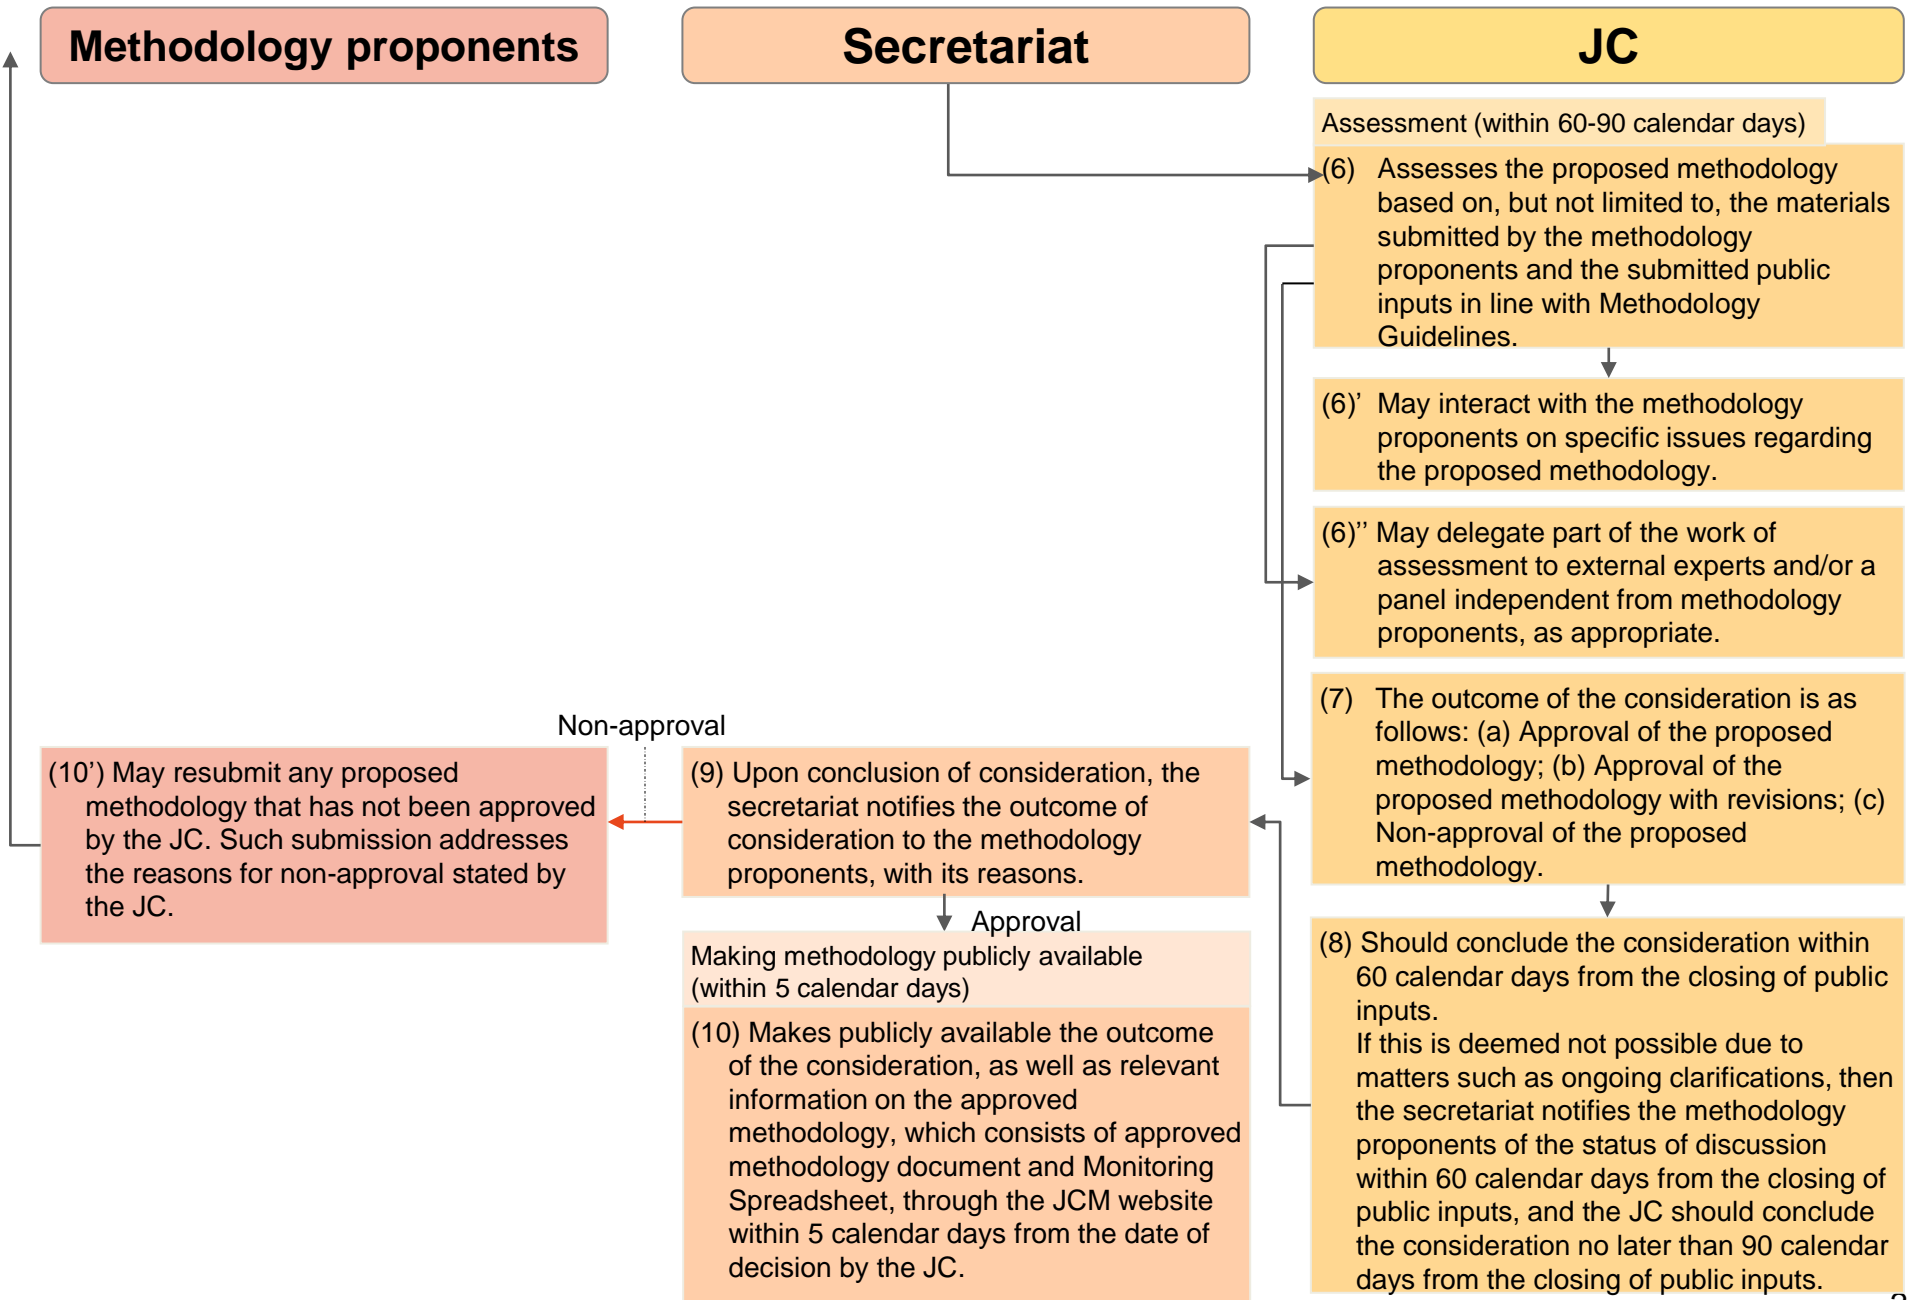 Methodology proponents
Secretariat
JC
Assessment (within 60-90 calendar days)
(6) Assesses the proposed methodology
based on, but not limited to, the materials
submitted by the methodology
proponents and the submitted public
inputs in line with Methodology
Guidelines.
(6)’ May interact with the methodology
proponents on specific issues regarding
the proposed methodology.
(6)’’ May delegate part of the work of
assessment to external experts and/or a
panel independent from methodology
proponents, as appropriate.
(7) The outcome of the consideration is as
follows: (a) Approval of the proposed
methodology; (b) Approval of the
proposed methodology with revisions; (c)
Non-approval of the proposed
methodology.
(8) Should conclude the consideration within
60 calendar days from the closing of public
inputs.
If this is deemed not possible due to
matters such as ongoing clarifications, then
the secretariat notifies the methodology
proponents of the status of discussion
within 60 calendar days from the closing of
public inputs, and the JC should conclude
the consideration no later than 90 calendar
days from the closing of public inputs.
(9) Upon conclusion of consideration, the
secretariat notifies the outcome of
consideration to the methodology
proponents, with its reasons.
Non-approval
(10’) May resubmit any proposed
methodology that has not been approved
by the JC. Such submission addresses
the reasons for non-approval stated by
the JC.
Approval
Making methodology publicly available
(within 5 calendar days)
(10) Makes publicly available the outcome
of the consideration, as well as relevant
information on the approved
methodology, which consists of approved
methodology document and Monitoring
Spreadsheet, through the JCM website
within 5 calendar days from the date of
decision by the JC.